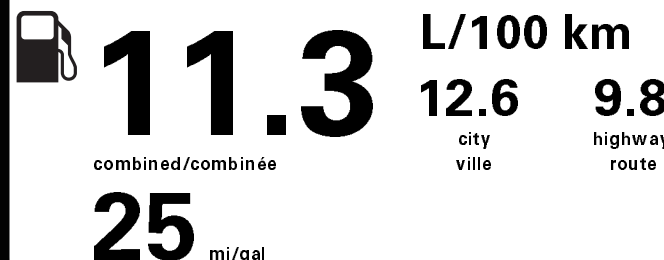 11.3
L/100 km
12.6
9.8
city
ville
highway
route
combined/combinée
25
mi/gal